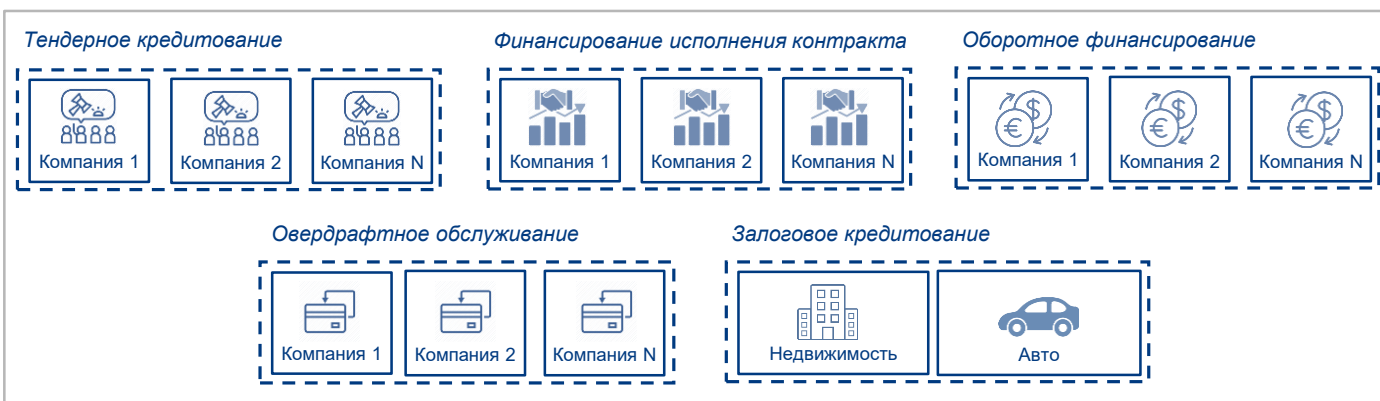 Тендерное кредитование
Финансирование исполнения контракта
Оборотное финансирование
Компания 1
Компания 2
Компания N
Компания 1
Компания 2
Компания N
Компания 1
Компания 2
Компания N
Овердрафтное обслуживание
Залоговое кредитование
Компания 1
Компания 2
Компания N
Недвижимость
Авто